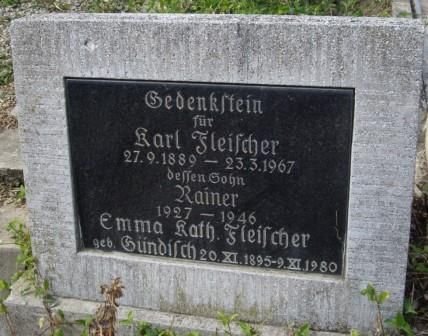 Gedenkstein
für
Karl Fleischer
27.9.1889 — 23.3.1967
dessen Sohn
Rainer
1927 — 1946
Emma Kath. Fleischer
geb. Gündisch 20. XI. 1895-9. XI. 1980